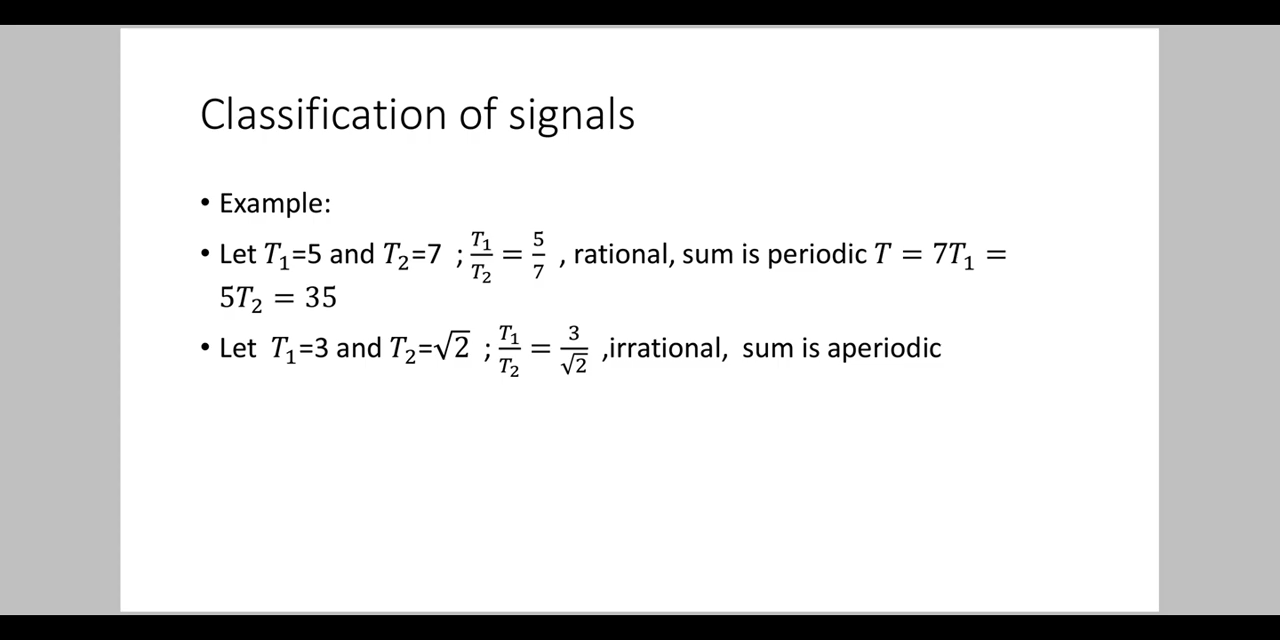 Classification of signals
• Example:
• Let 𝑇₁=5 and 𝑇₂=7 ; 𝑇₁/𝑇₂ = 5/7 , rational, sum is periodic 𝑇 = 7𝑇₁ =
5𝑇₂ = 35
• Let 𝑇₁=3 and 𝑇₂=√2 ; 𝑇₁/𝑇₂ = 3/√2 ,irrational, sum is aperiodic